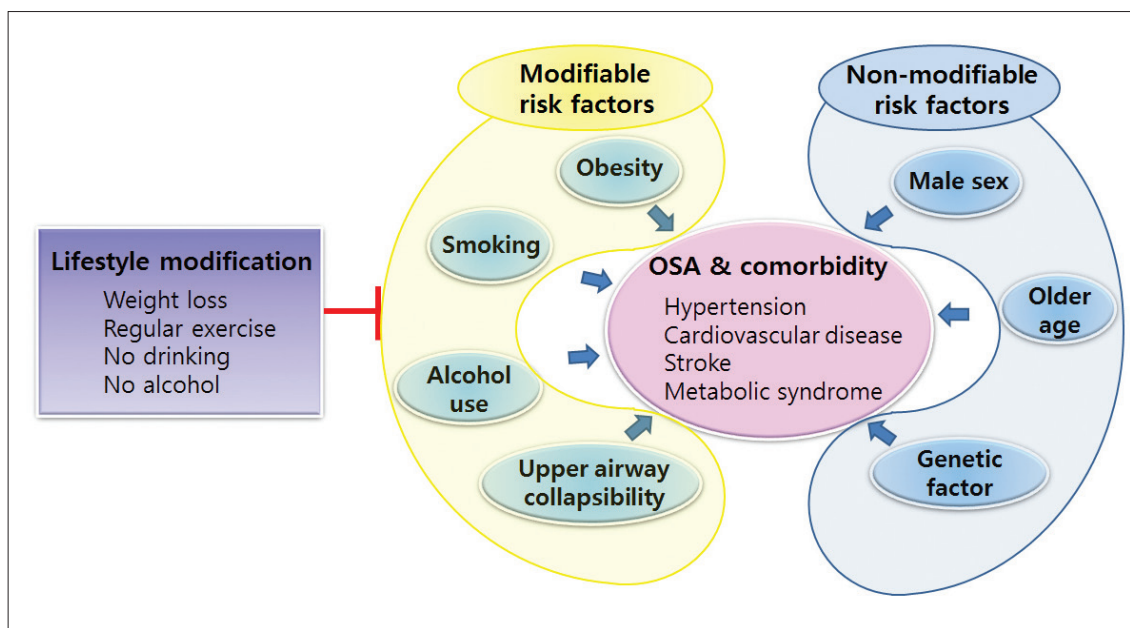 Modifiable
risk factors
Non-modifiable
risk factors
Obesity
Male sex
Smoking
Lifestyle modification
Weight loss
Regular exercise
No drinking
No alcohol
OSA & comorbidity
Hypertension
Cardiovascular disease
Stroke
Metabolic syndrome
Older
age
Alcohol
use
Upper airway
collapsibility
Genetic
factor